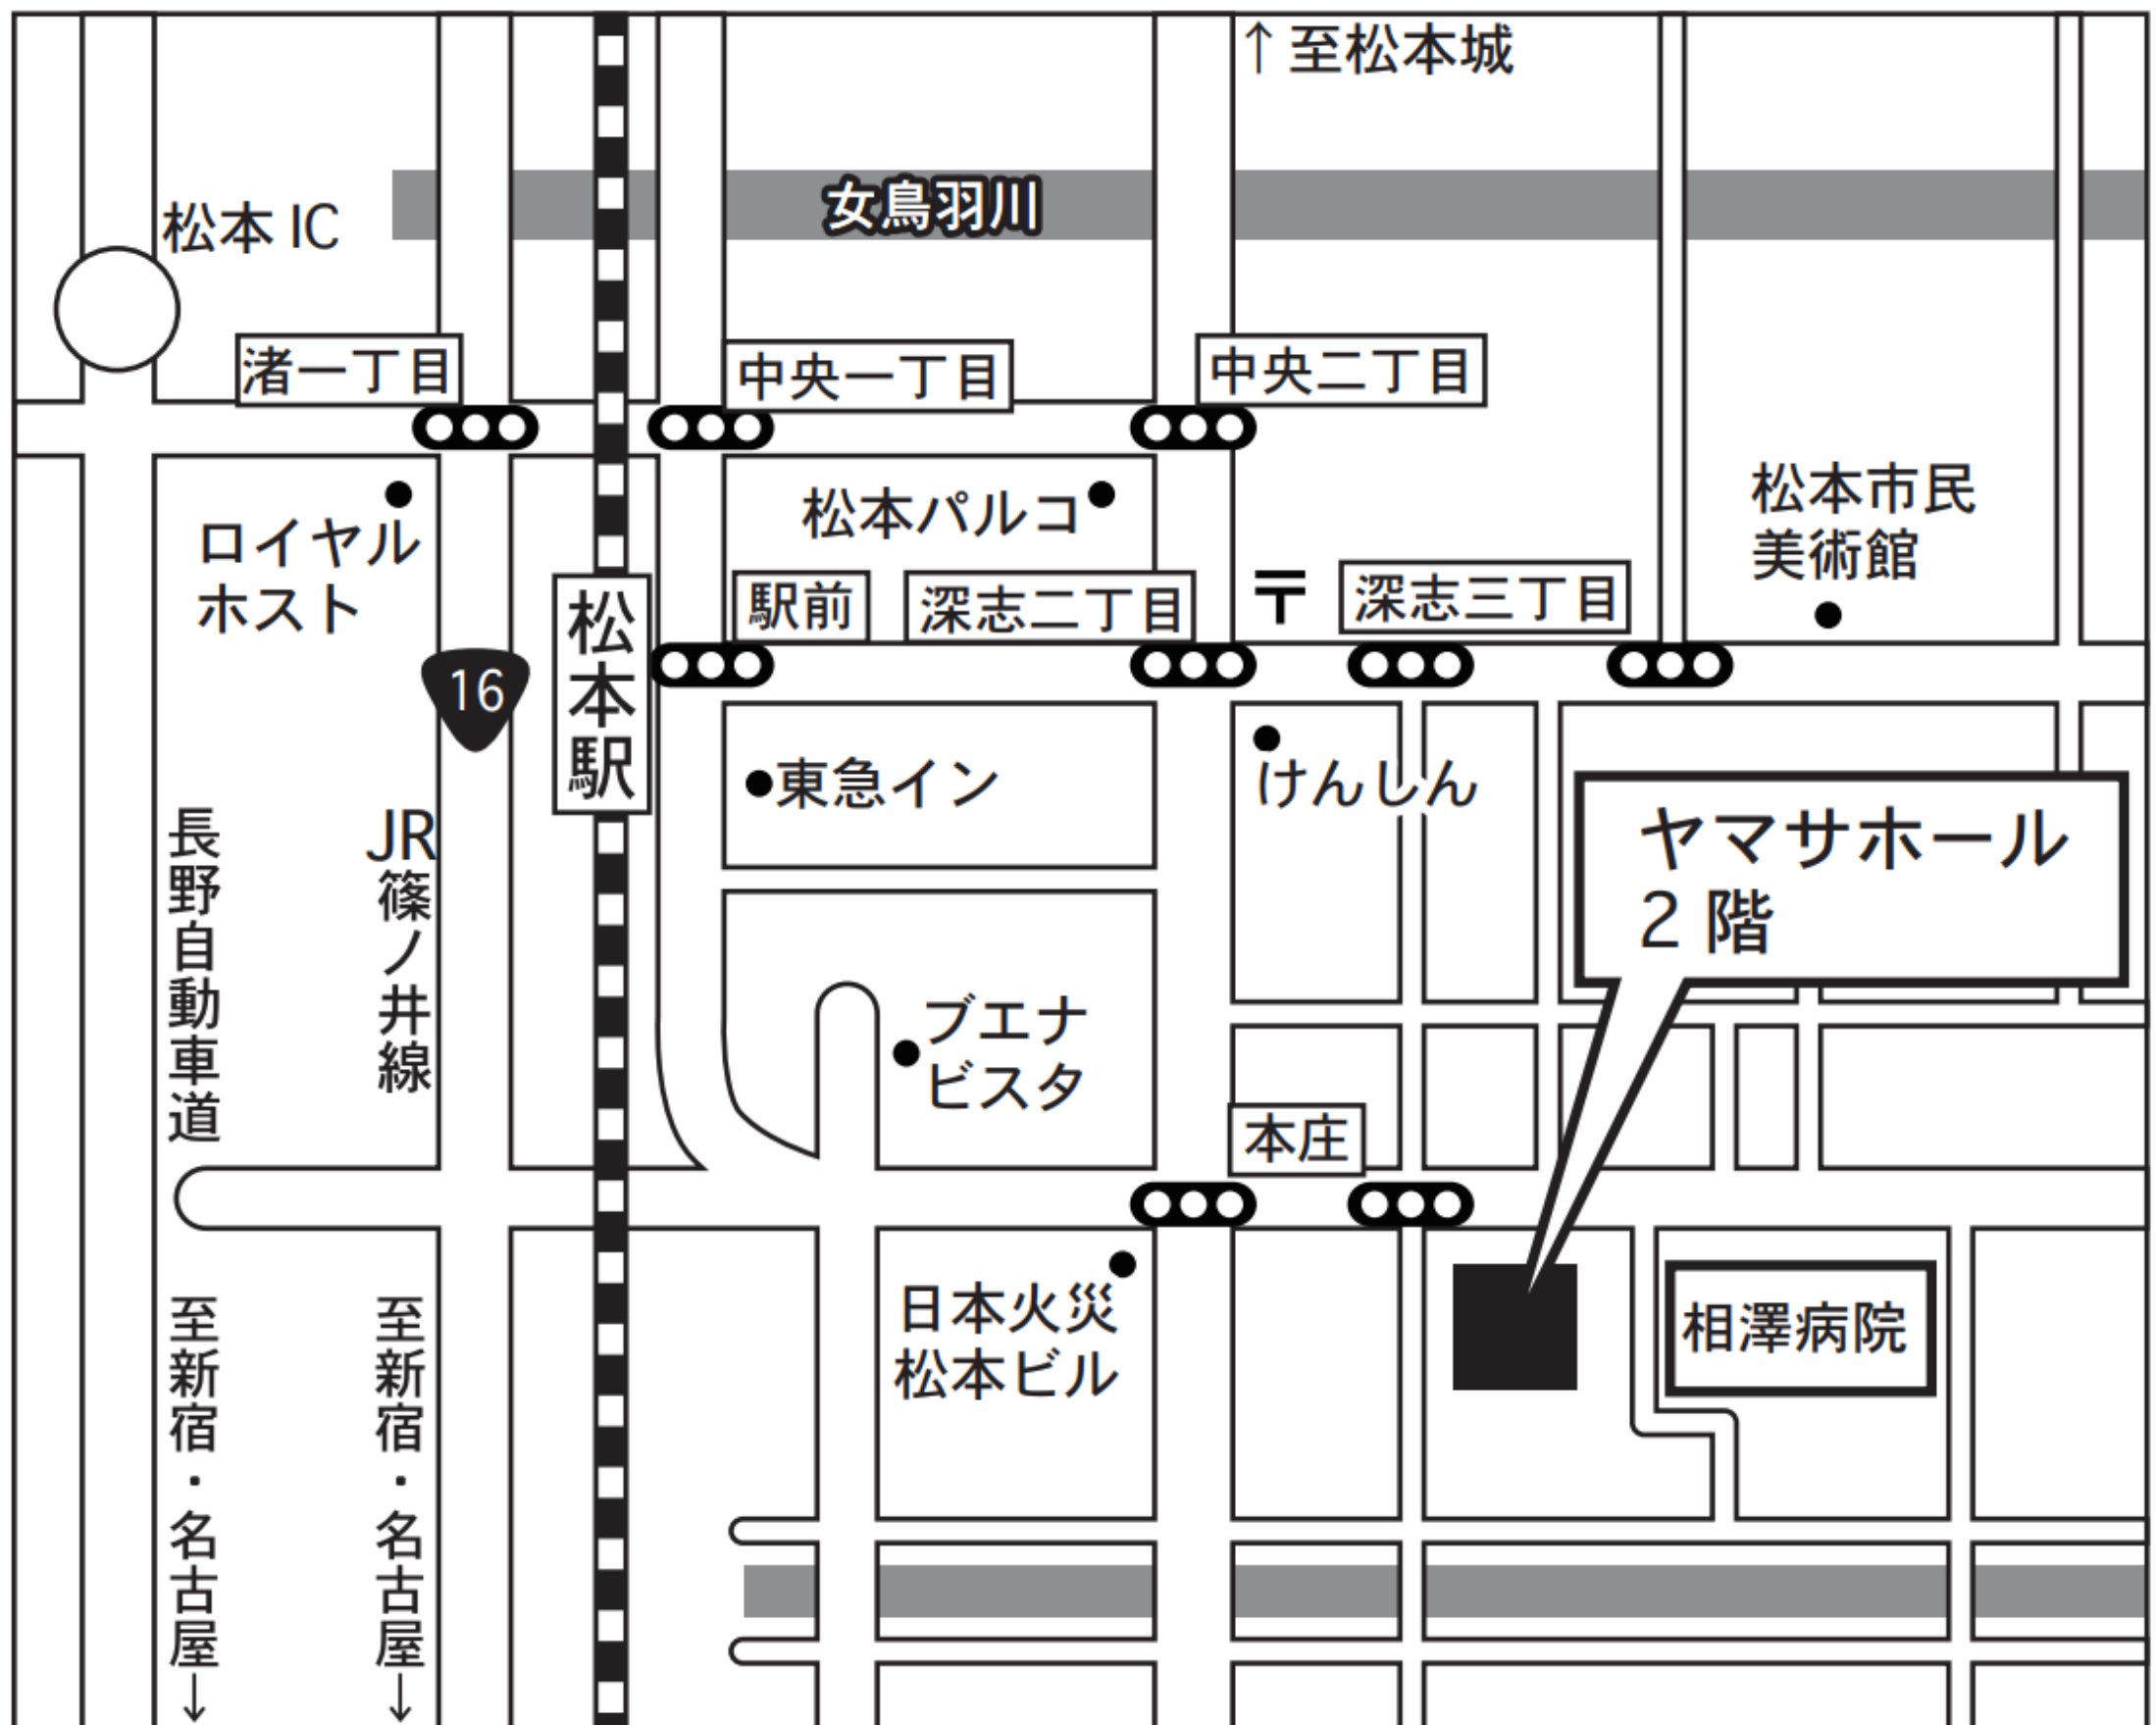 ↑至松本城
女鳥羽川
松本 IC
渚一丁目
中央一丁目
中央二丁目
ロイヤル
ホスト
松本パルコ
松本市民
美術館
駅前
深志二丁目
〒
深志三丁目
16
松本駅
東急イン
けんしん
ヤマサホール
2 階
長野自動車道
JR篠ノ井線
ブエナ
ビスタ
本庄
日本火災
松本ビル
相澤病院
至新宿・名古屋→
至新宿・名古屋→